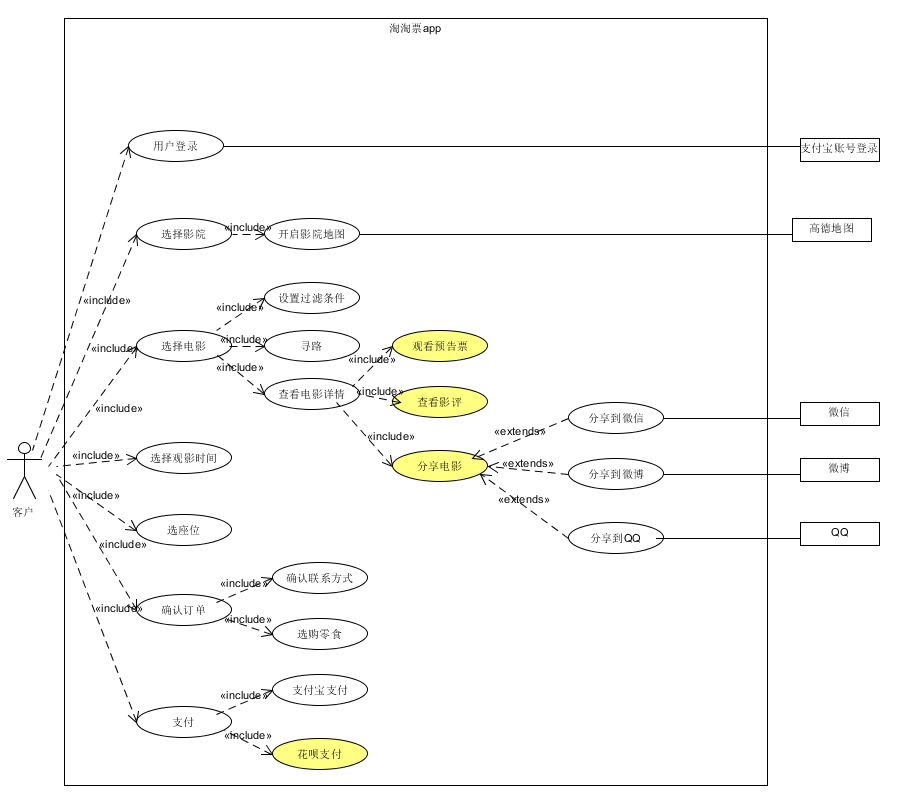 淘淘票app
用户登录
支付宝账号登录
选择影院
«include»
开启影院地图
高德地图
«include»
设置过滤条件
«include»
«include»
选择电影
«include»
寻路
观看预告票
«include»
«include»
查看电影详情
«include»
查看影评
«include»
分享到微信
微信
«include»
«extends»
客户
«include»
选择观影时间
分享电影
«extends»
分享到微博
微博
«include»
«extends»
选座位
分享到QQ
QQ
«include»
«include»
确认联系方式
«include»
确认订单
«include»
选购零食
«include»
支付宝支付
支付
«include»
花呗支付